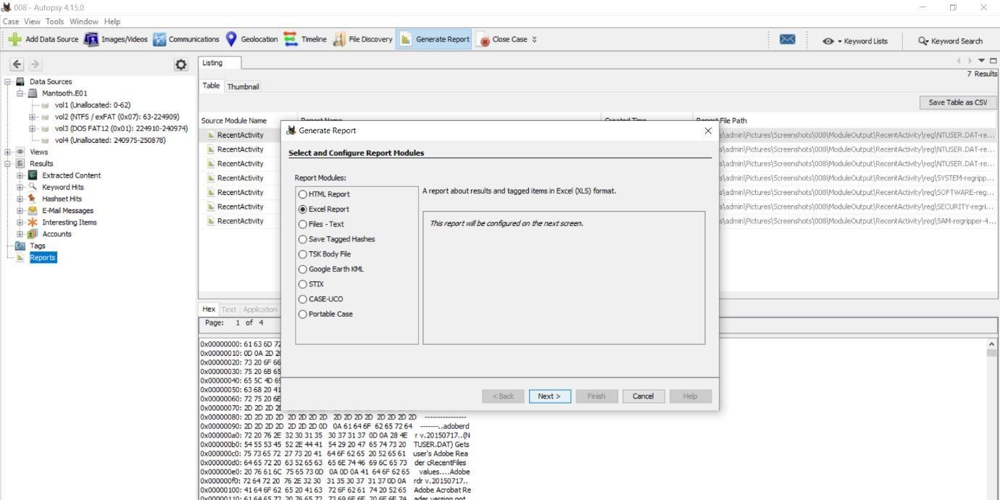 008 - Autopsy 4.15.0
Case View Tools Window Help
Add Data Source Images/Videos Communications Geolocation Timeline File Discovery Generate Report Close Case Keyword Lists Keyword Search
Listing
7 Results
Table Thumbnail
Save Table as CSV
Data Sources
Mantooth.E01
vol1 (Unallocated: 0-62)
vol2 (NTFS / exFAT (0x07): 63-224909)
vol3 (DOS FAT12 (0x01): 224910-240974)
vol4 (Unallocated: 240975-250878)
Views
Results
Extracted Content
Keyword Hits
Hashset Hits
E-Mail Messages
Interesting Items
Accounts
Tags
Reports
Source Module Name Report Name Created Time Report File Path
RecentActivity s\admin\Pictures\Screenshots\008\ModuleOutput\RecentActivity\reg\NTUSER.DAT-re...
RecentActivity s\admin\Pictures\Screenshots\008\ModuleOutput\RecentActivity\reg\NTUSER.DAT-re...
RecentActivity s\admin\Pictures\Screenshots\008\ModuleOutput\RecentActivity\reg\NTUSER.DAT-re...
RecentActivity s\admin\Pictures\Screenshots\008\ModuleOutput\RecentActivity\reg\SYSTEM-regripp...
RecentActivity s\admin\Pictures\Screenshots\008\ModuleOutput\RecentActivity\reg\SOFTWARE-reg...
RecentActivity s\admin\Pictures\Screenshots\008\ModuleOutput\RecentActivity\reg\SECURITY-regri...
RecentActivity s\admin\Pictures\Screenshots\008\ModuleOutput\RecentActivity\reg\SAM-regripper-4...
Generate Report
Select and Configure Report Modules
Report Modules:
HTML Report
Excel Report
Files - Text
Save Tagged Hashes
TSK Body File
Google Earth KML
STIX
CASE-UCO
Portable Case
A report about results and tagged items in Excel (XLS) format.
This report will be configured on the next screen.
< Back Next > Finish Cancel Help
Hex Text Application
Page: 1 of 4
0x00000000: 61 63 6D 72
0x00000010: 0D 0A 2D 2D
0x00000020: 73 20 6F 66
0x00000030: 75 20 6B 65
0x00000040: 65 5C 4D 69
0x00000050: 63 68 20 41
0x00000060: 72 75 20 6E
0x00000070: 2D 2D 2D 2D
0x00000080: 2D 2D 2D 2D 2D 2D 2D 2D 2D 2D 2D 2D 2D 2D 2D 2D ----------------
0x00000090: 2D 2D 2D 2D 2D 2D 2D 0D 0A 61 64 6F 62 65 72 64 -------..adoberd
0x000000a0: 72 20 76 2E 32 30 31 35 30 37 31 37 0D 0A 28 4E r v.20150717..(N
0x000000b0: 54 55 53 45 52 2E 44 41 54 29 20 47 65 74 73 20 TUSER.DAT) Gets
0x000000c0: 75 73 65 72 27 73 20 41 64 6F 62 65 20 52 65 61 user's Adobe Rea
0x000000d0: 64 65 72 20 63 52 65 63 65 6E 74 46 69 6C 65 73 der cRecentFiles
0x000000e0: 20 76 61 6C 75 65 73 0D 0A 0D 0A 41 64 6F 62 65 values....Adobe
0x000000f0: 72 64 72 20 76 2E 32 30 31 35 30 37 31 37 0D 0A rdr v.20150717..
0x00000100: 41 64 6F 62 65 20 41 63 72 6F 62 61 74 20 52 65 Adobe Acrobat Re
0x00000110: 61 64 65 72 20 76 65 72 73 69 6F 6E 20 6E 6F 74 ader version not